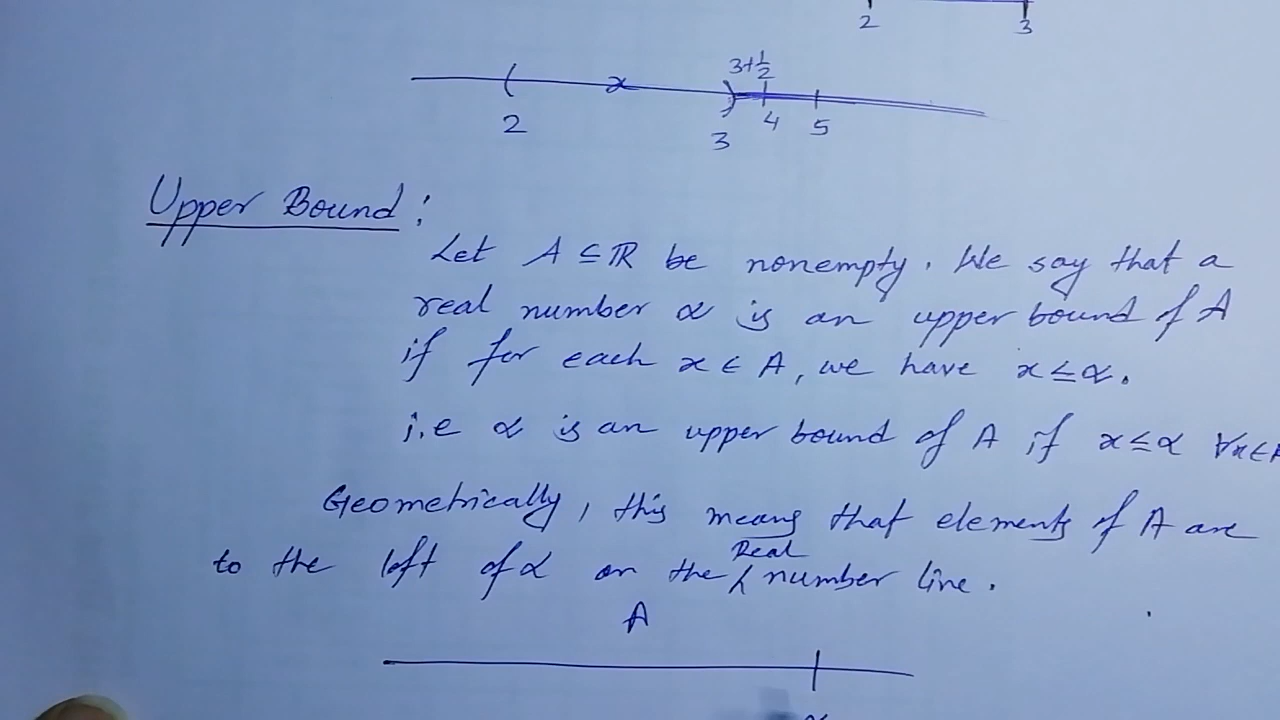 2 3
3+1/2
2 3 4 5
Upper Bound:
Let A ⊆ ℝ be nonempty. We say that a
real number α is an upper bound of A
if for each x ∈ A, we have x ≤ α.
i.e α is an upper bound of A if x ≤ α ∀x∈A
Geometrically, this means that elements of A are
Real
to the left of α on the number line.
A
α